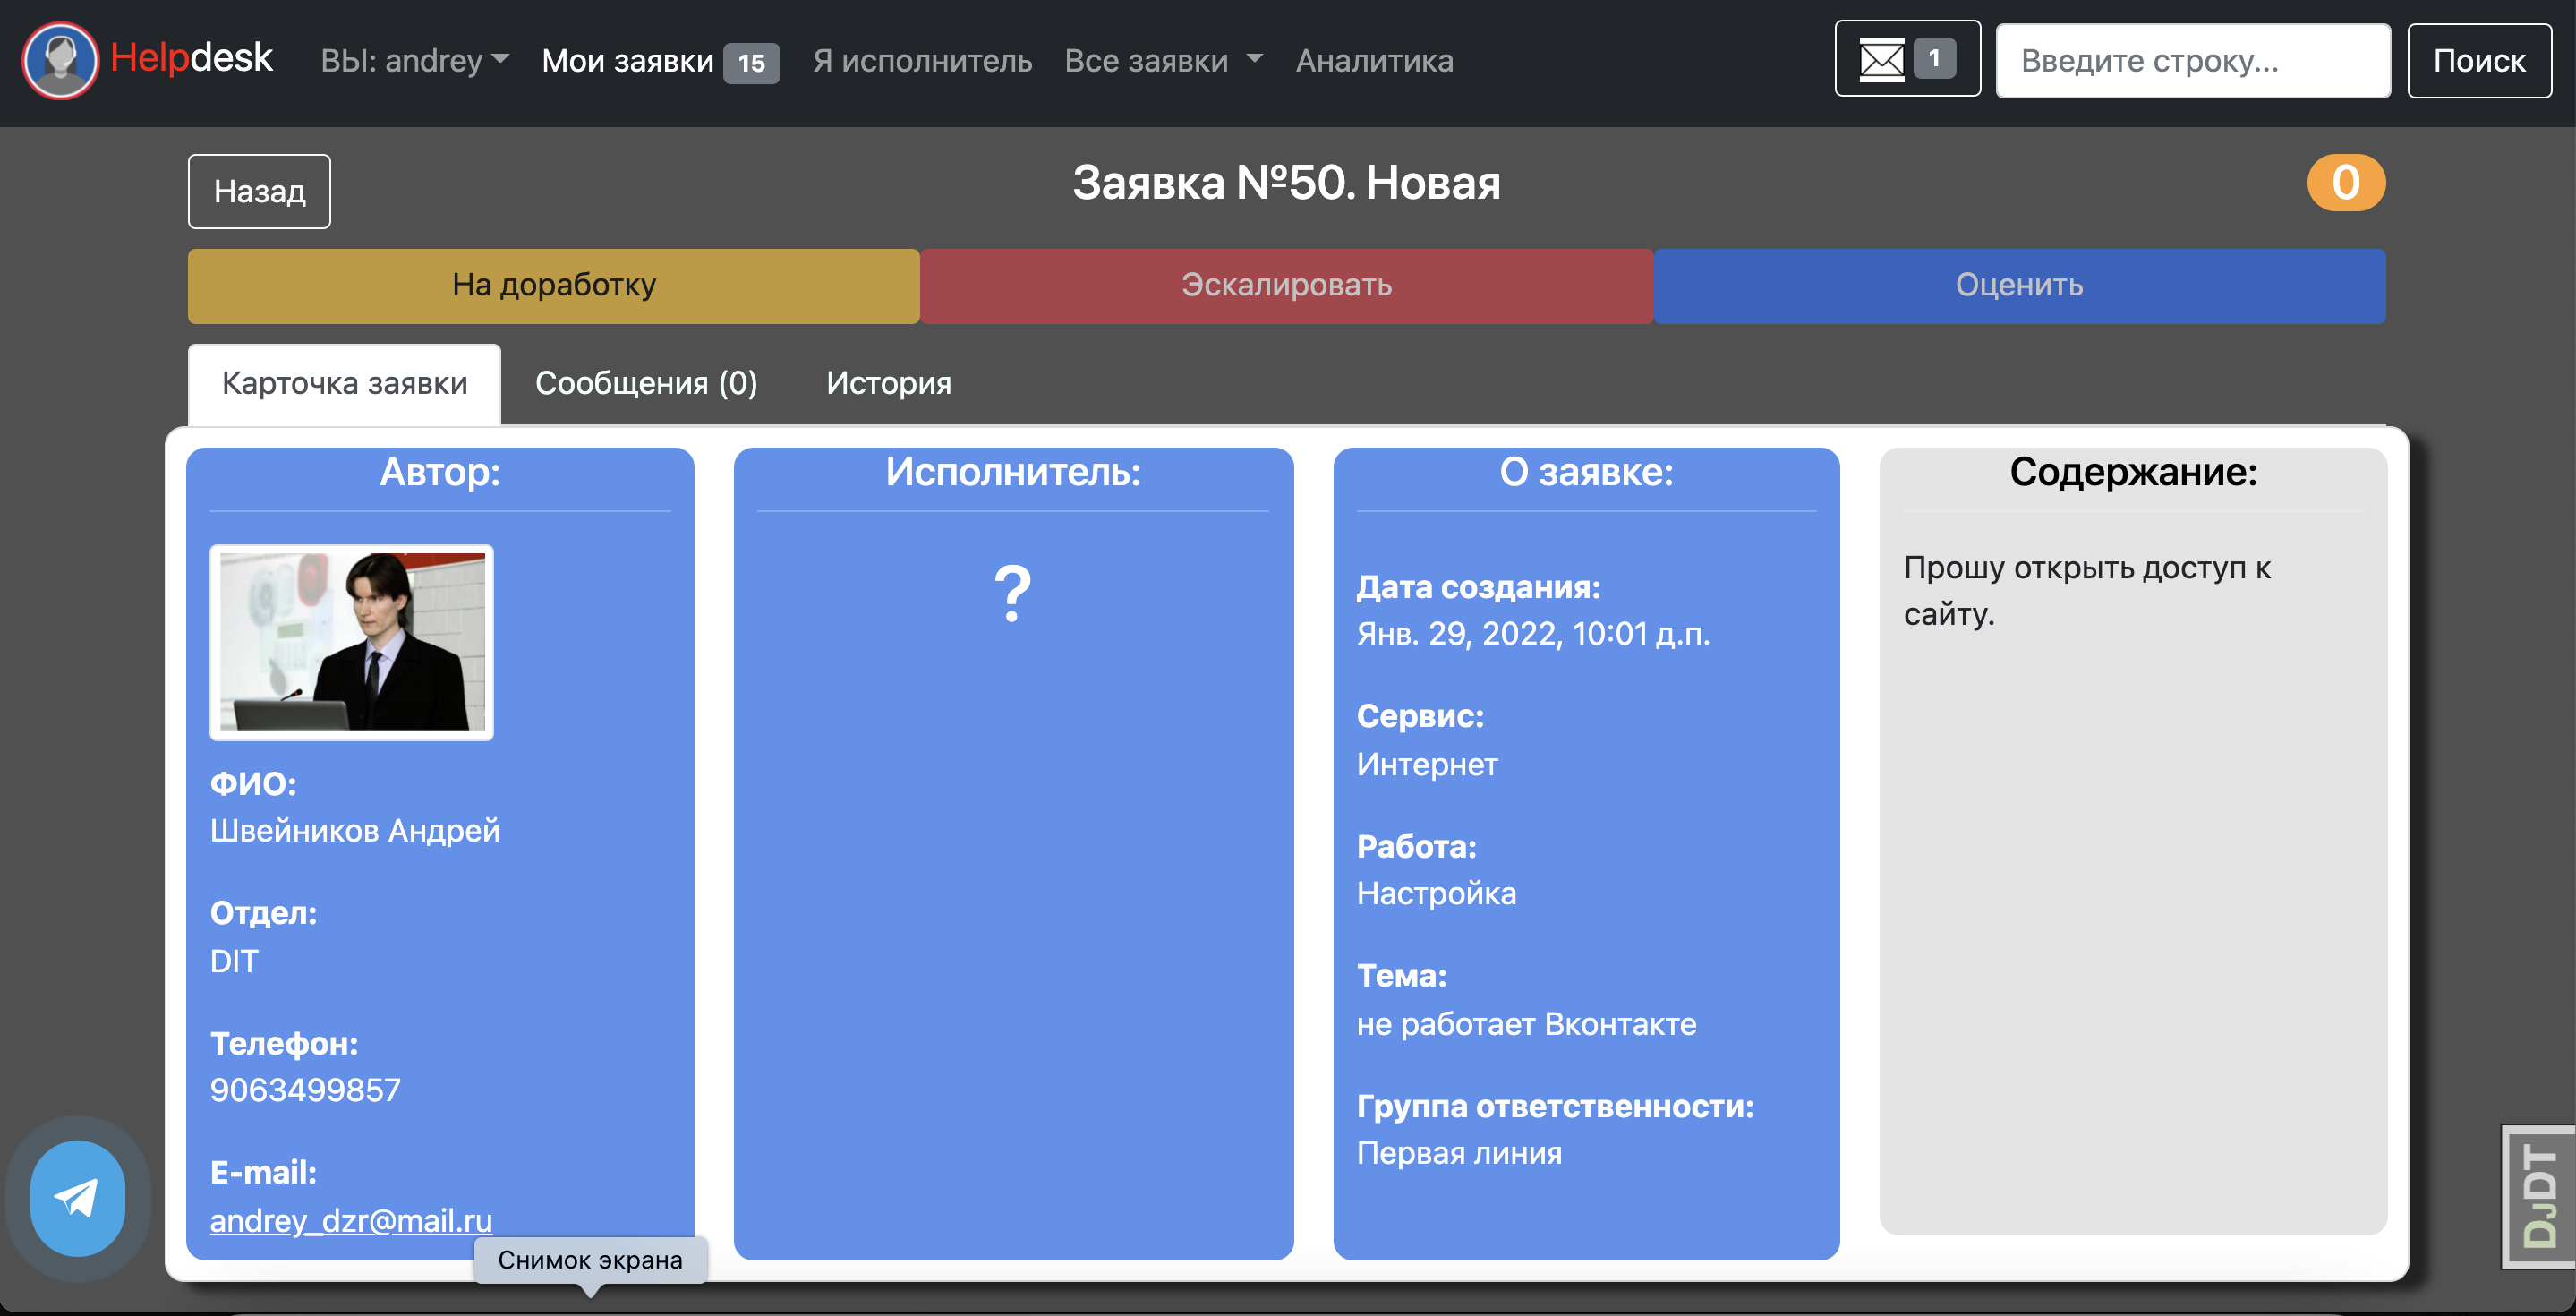 Helpdesk
ВЫ: andrey
Мои заявки 15
Я исполнитель
Все заявки
Аналитика
1
Введите строку...
Поиск
Назад
Заявка №50. Новая
0
На доработку
Эскалировать
Оценить
Карточка заявки
Сообщения (0)
История
Автор:
ФИО:
Швейников Андрей
Отдел:
DIT
Телефон:
9063499857
E-mail:
andrey_dzr@mail.ru
Исполнитель:
?
О заявке:
Дата создания:
Янв. 29, 2022, 10:01 д.п.
Сервис:
Интернет
Работа:
Настройка
Тема:
не работает Вконтакте
Группа ответственности:
Первая линия
Содержание:
Прошу открыть доступ к
сайту.
Снимок экрана
DJDT